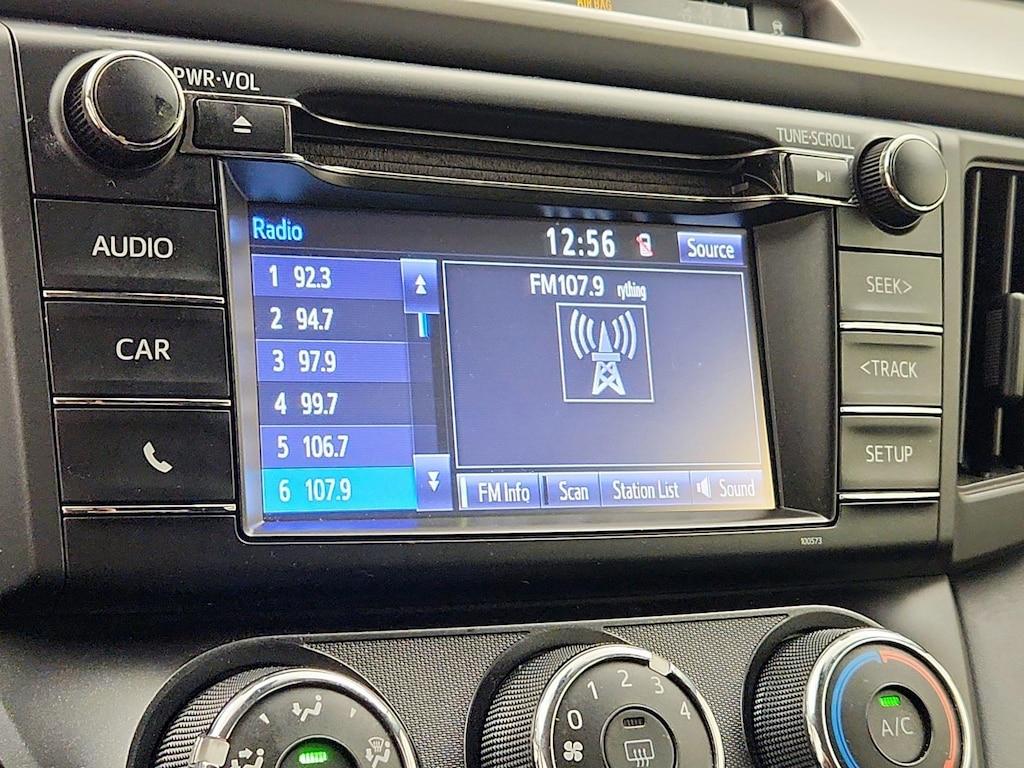 AIR BAG
PWR·VOL
TUNE·SCROLL
AUDIO
CAR
Radio
12:56
Source
1 92.3
2 94.7
3 97.9
4 99.7
5 106.7
6 107.9
FM107.9 rything
FM Info
Scan
Station List
Sound
SEEK>
<TRACK
SETUP
100573
0 1 2 3 4
A/C